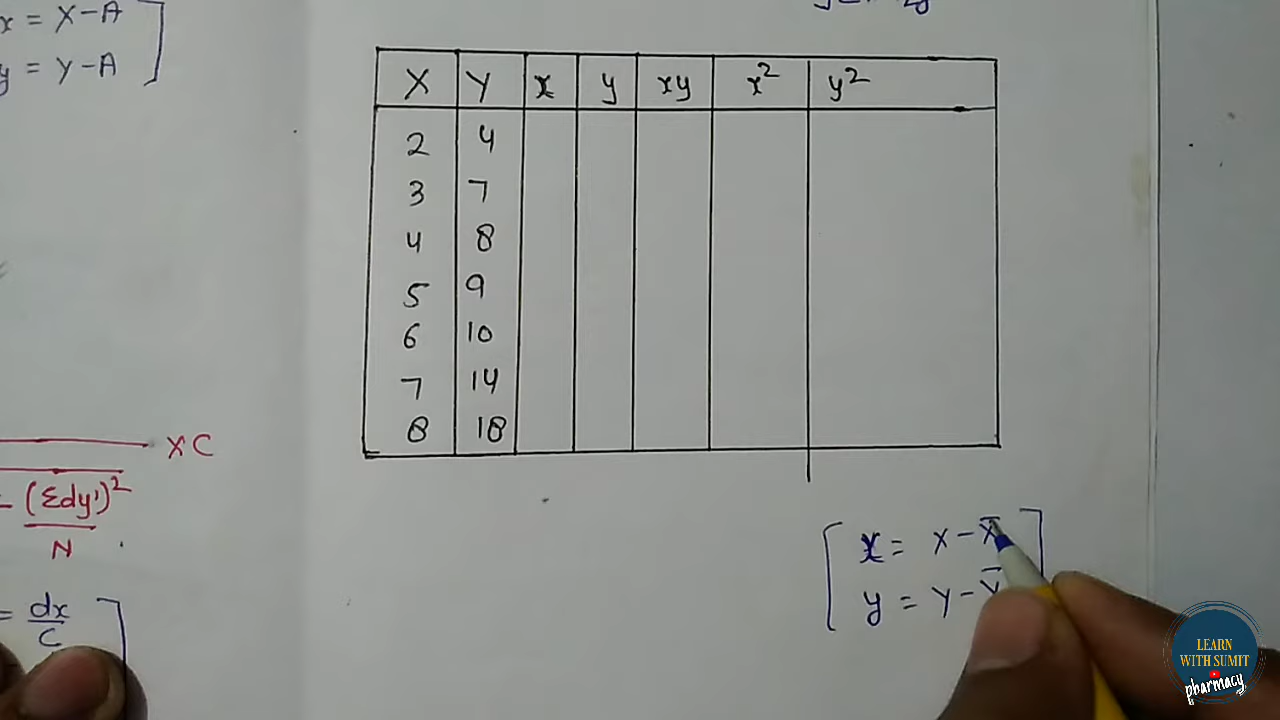 x = X - A
y = Y - A
X Y x y xy x² y²
2 4
3 7
4 8
5 9
6 10
7 14
8 18
× C
- (Σdy')²
N
= dx
C
x = X - X̅
y = Y - Y̅
LEARN
WITH SUMIT
pharmacy